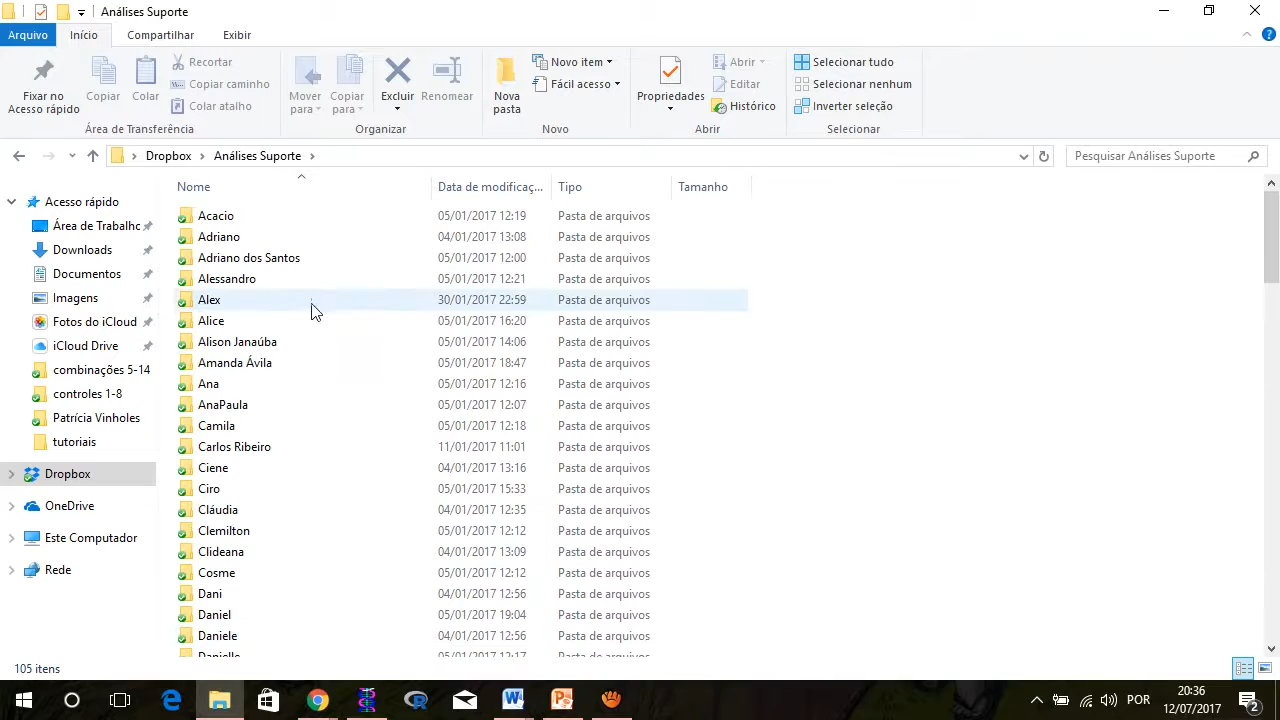 Análises Suporte
Arquivo Início Compartilhar Exibir
Fixar no Acesso rápido
Copiar
Colar
Recortar
Copiar caminho
Colar atalho
Área de Transferência
Mover para
Copiar para
Excluir
Renomear
Organizar
Nova pasta
Novo item
Fácil acesso
Novo
Propriedades
Abrir
Editar
Histórico
Abrir
Selecionar tudo
Selecionar nenhum
Inverter seleção
Selecionar
Dropbox Análises Suporte
Pesquisar Análises Suporte
Acesso rápido
Área de Trabalhc
Downloads
Documentos
Imagens
Fotos do iCloud
iCloud Drive
combinações 5-14
controles 1-8
Patrícia Vinholes
tutoriais
Dropbox
OneDrive
Este Computador
Rede
Nome Data de modificaç... Tipo Tamanho
Acacio 05/01/2017 12:19 Pasta de arquivos
Adriano 04/01/2017 13:08 Pasta de arquivos
Adriano dos Santos 05/01/2017 12:00 Pasta de arquivos
Alessandro 05/01/2017 12:21 Pasta de arquivos
Alex 30/01/2017 22:59 Pasta de arquivos
Alice 05/01/2017 16:20 Pasta de arquivos
Alison Janaúba 05/01/2017 14:06 Pasta de arquivos
Amanda Ávila 05/01/2017 18:47 Pasta de arquivos
Ana 05/01/2017 12:16 Pasta de arquivos
AnaPaula 05/01/2017 12:07 Pasta de arquivos
Camila 05/01/2017 12:18 Pasta de arquivos
Carlos Ribeiro 11/01/2017 11:01 Pasta de arquivos
Ciene 04/01/2017 13:16 Pasta de arquivos
Ciro 05/01/2017 15:33 Pasta de arquivos
Cláudia 04/01/2017 12:35 Pasta de arquivos
Clemilton 05/01/2017 12:12 Pasta de arquivos
Clideana 04/01/2017 13:09 Pasta de arquivos
Cosme 05/01/2017 12:12 Pasta de arquivos
Dani 04/01/2017 12:56 Pasta de arquivos
Daniel 05/01/2017 19:04 Pasta de arquivos
Daniele 04/01/2017 12:56 Pasta de arquivos
Danielle 05/01/2017 12:17 Pasta de arquivos
105 itens
POR
20:36
12/07/2017
2